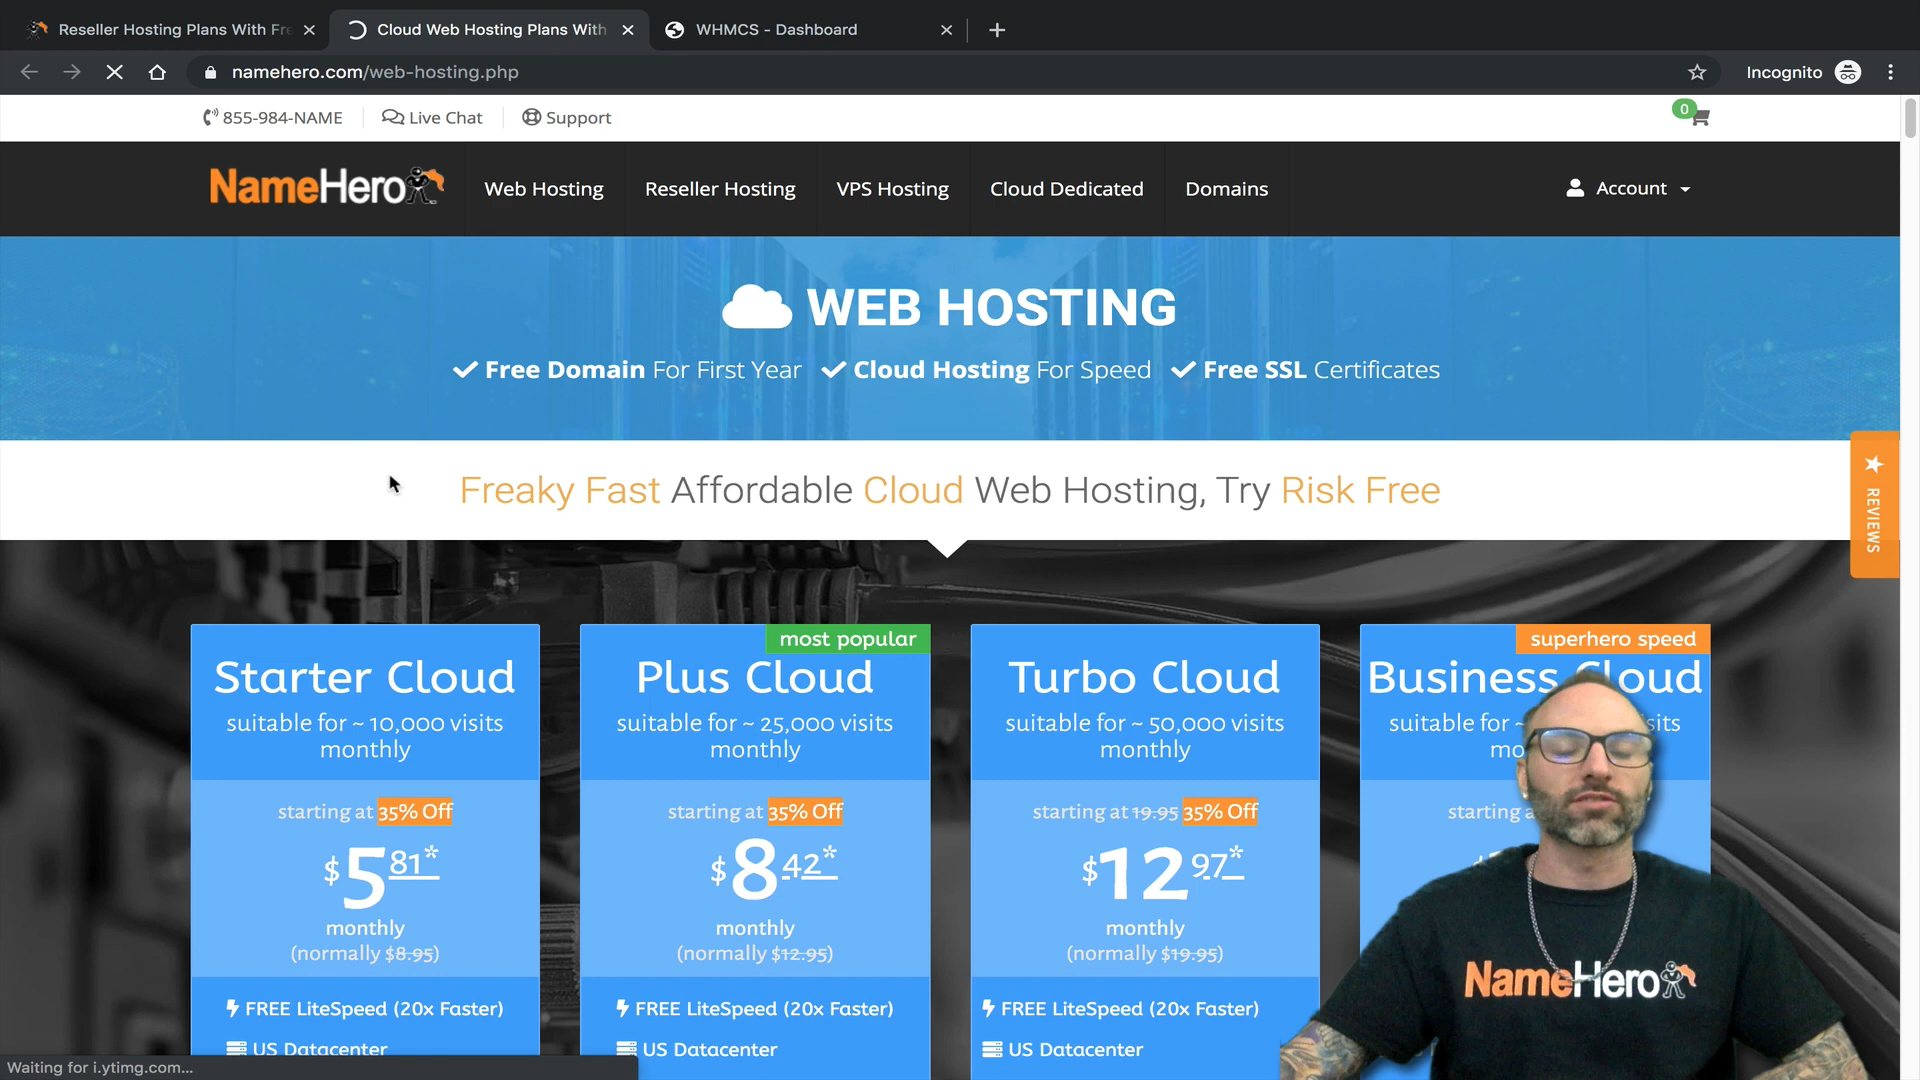 Reseller Hosting Plans With Fre
Cloud Web Hosting Plans With
WHMCS - Dashboard
namehero.com/web-hosting.php
Incognito
855-984-NAME
Live Chat
Support
0
NameHero
Web Hosting
Reseller Hosting
VPS Hosting
Cloud Dedicated
Domains
Account
WEB HOSTING
Free Domain For First Year
Cloud Hosting For Speed
Free SSL Certificates
Freaky Fast Affordable Cloud Web Hosting, Try Risk Free
REVIEWS
Starter Cloud
suitable for ~ 10,000 visits
monthly
starting at 35% Off
$581*
monthly
(normally $8.95)
FREE LiteSpeed (20x Faster)
US Datacenter
most popular
Plus Cloud
suitable for ~ 25,000 visits
monthly
starting at 35% Off
$8.42*
monthly
(normally $12.95)
FREE LiteSpeed (20x Faster)
US Datacenter
Turbo Cloud
suitable for ~ 50,000 visits
monthly
starting at 19.95 35% Off
$12.97*
monthly
(normally $19.95)
FREE LiteSpeed (20x Faster)
US Datacenter
superhero speed
Business Cloud
suitable for ~
starting
NameHero
Waiting for i.ytimg.com...